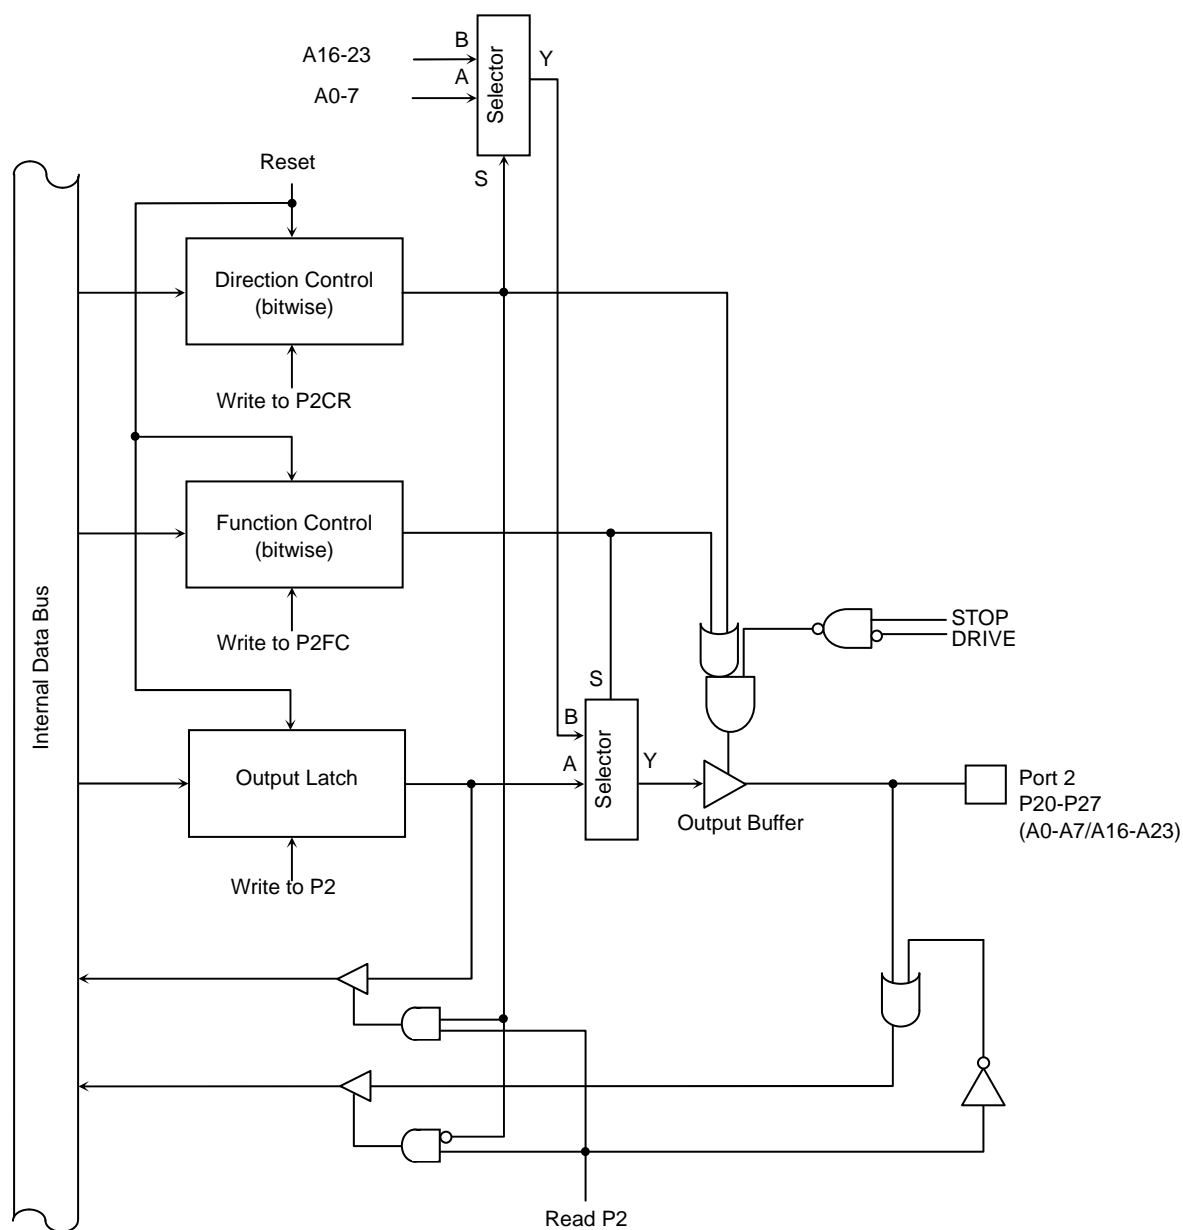 B
A16-23
Y
A
A0-7
Selector
Reset
S
Direction Control
(bitwise)
Write to P2CR
Function Control
(bitwise)
Internal Data Bus
STOP
DRIVE
Write to P2FC
S
B
Output Latch
A
Selector
Y
Port 2
P20-P27
(A0-A7/A16-A23)
Output Buffer
Write to P2
Read P2